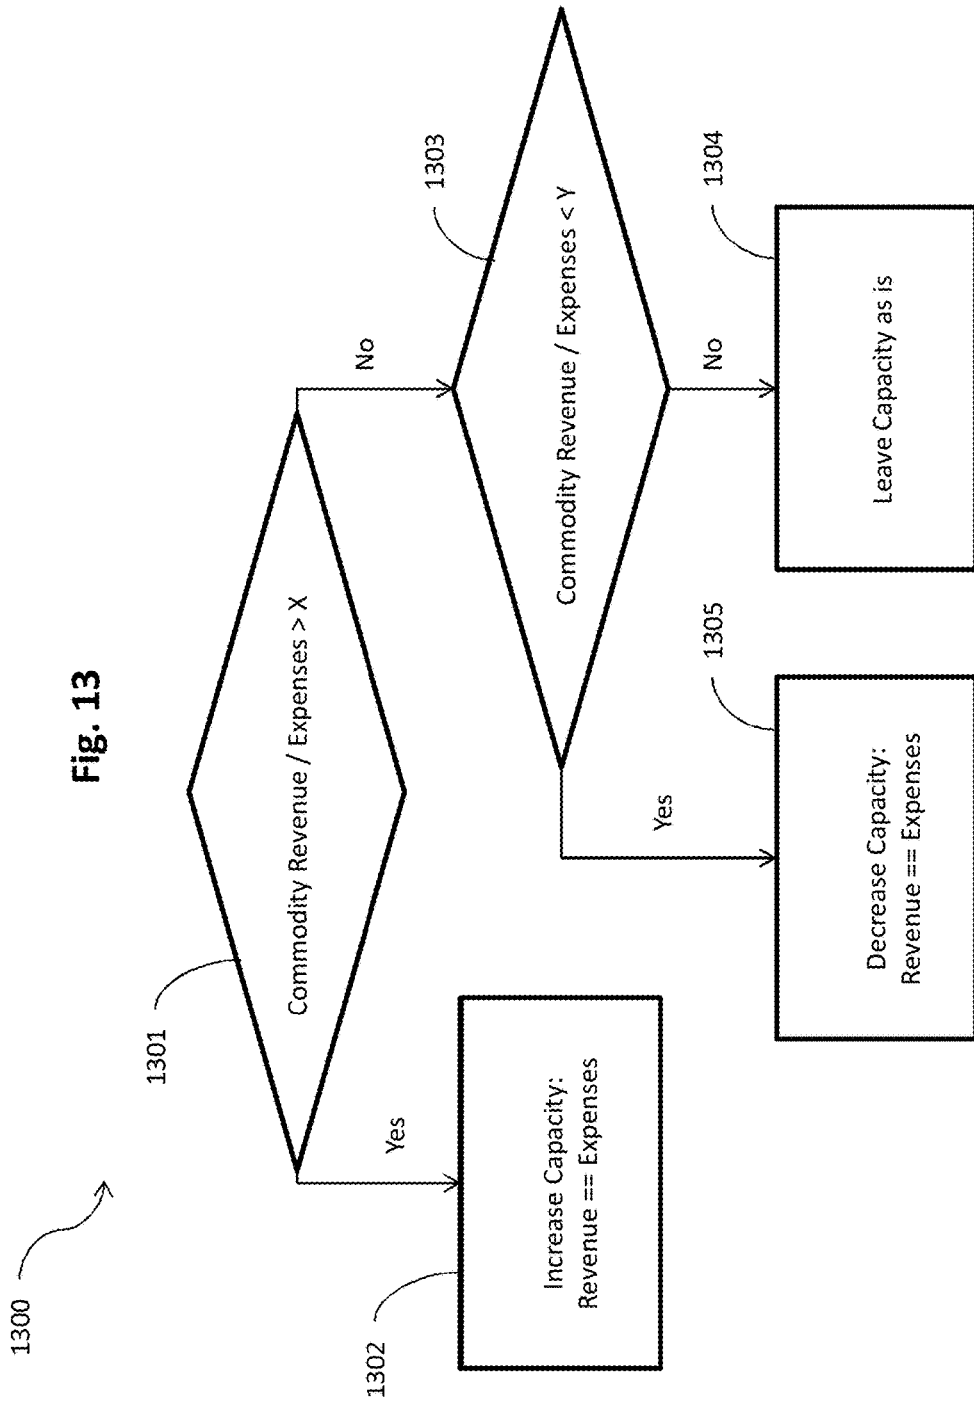 Fig. 13
1300
1301
Commodity Revenue / Expenses > X
Yes
No
1302
Increase Capacity:
Revenue == Expenses
1303
Commodity Revenue / Expenses < Y
Yes
No
1305
Decrease Capacity:
Revenue == Expenses
1304
Leave Capacity as is